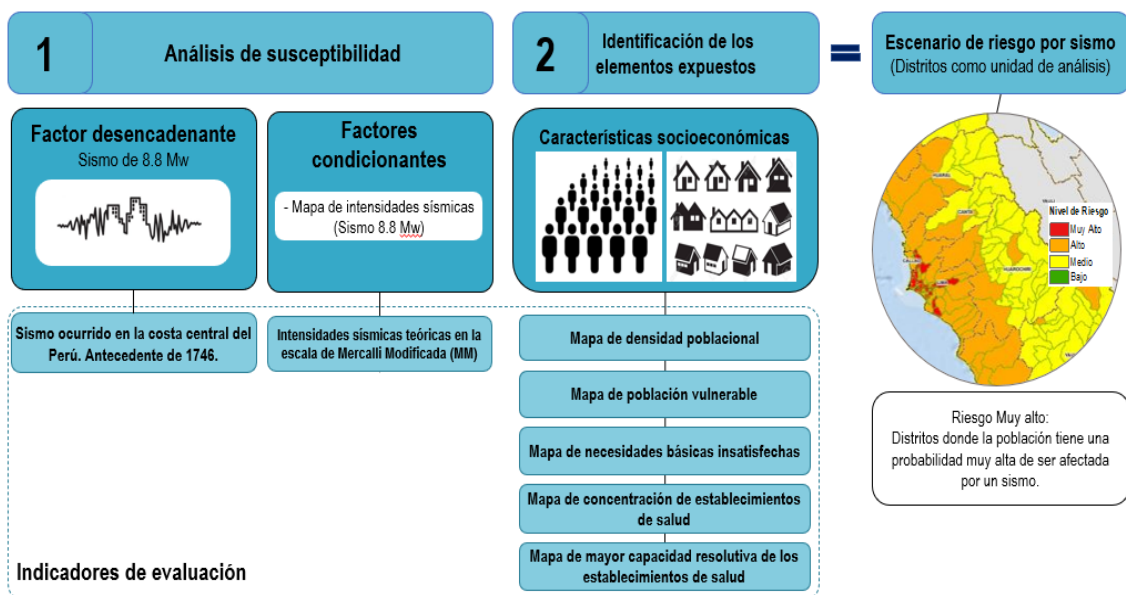 1
Análisis de susceptibilidad
2
Identificación de los
elementos expuestos
=
Escenario de riesgo por sismo
(Distritos como unidad de análisis)
Factor desencadenante
Sismo de 8.8 Mw
Factores
condicionantes
- Mapa de intensidades sísmicas
(Sismo 8.8 Mw)
Características socioeconómicas
Nivel de Riesgo
Muy Alto
Alto
Medio
Bajo
Sismo ocurrido en la costa central del
Perú. Antecedente de 1746.
Intensidades sísmicas teóricas en la
escala de Mercalli Modificada (MM)
Mapa de densidad poblacional
Mapa de población vulnerable
Mapa de necesidades básicas insatisfechas
Mapa de concentración de establecimientos
de salud
Mapa de mayor capacidad resolutiva de los
establecimientos de salud
Riesgo Muy alto:
Distritos donde la población tiene una
probabilidad muy alta de ser afectada
por un sismo.
Indicadores de evaluación